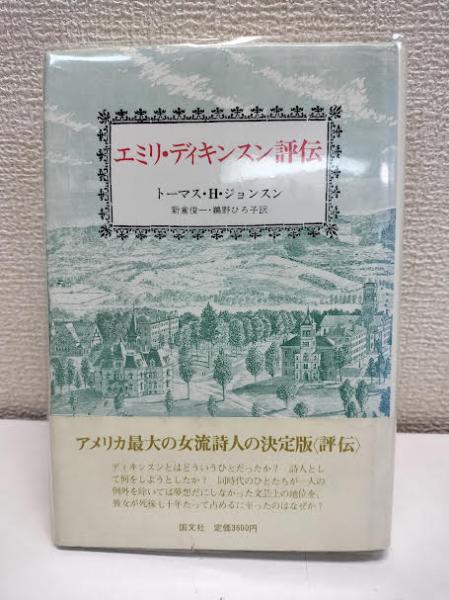 エミリ・ディキンスン評伝
トーマス・H・ジョンスン
新倉俊一・鵜野ひろ子訳
アメリカ最大の女流詩人の決定版〈評伝〉
ディキンスンとはどういうひとだったか？ 詩人とし
て何をしようとしたか？ 同時代のひとたちが一人の
例外を除いては夢想だにしなかった文芸上の地位を、
彼女が死後七十年たって占めるに至ったのはなぜか？
国文社 定価3600円